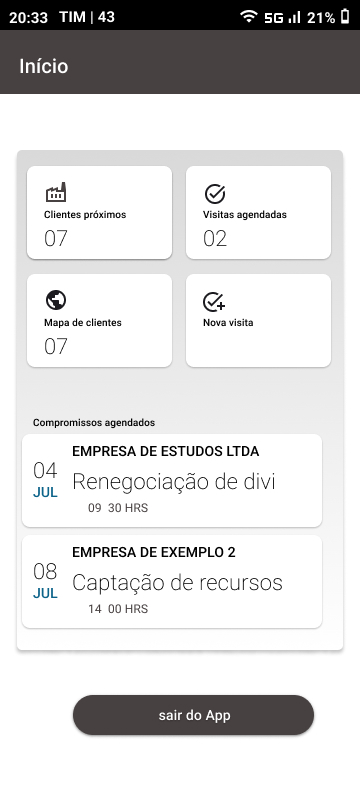 20:33 TIM | 43 5G 21%
Início
Clientes próximos
07
Visitas agendadas
02
Mapa de clientes
07
Nova visita
Compromissos agendados
EMPRESA DE ESTUDOS LTDA
04
Renegociação de divi
JUL
09 30 HRS
EMPRESA DE EXEMPLO 2
08
Captação de recursos
JUL
14 00 HRS
sair do App